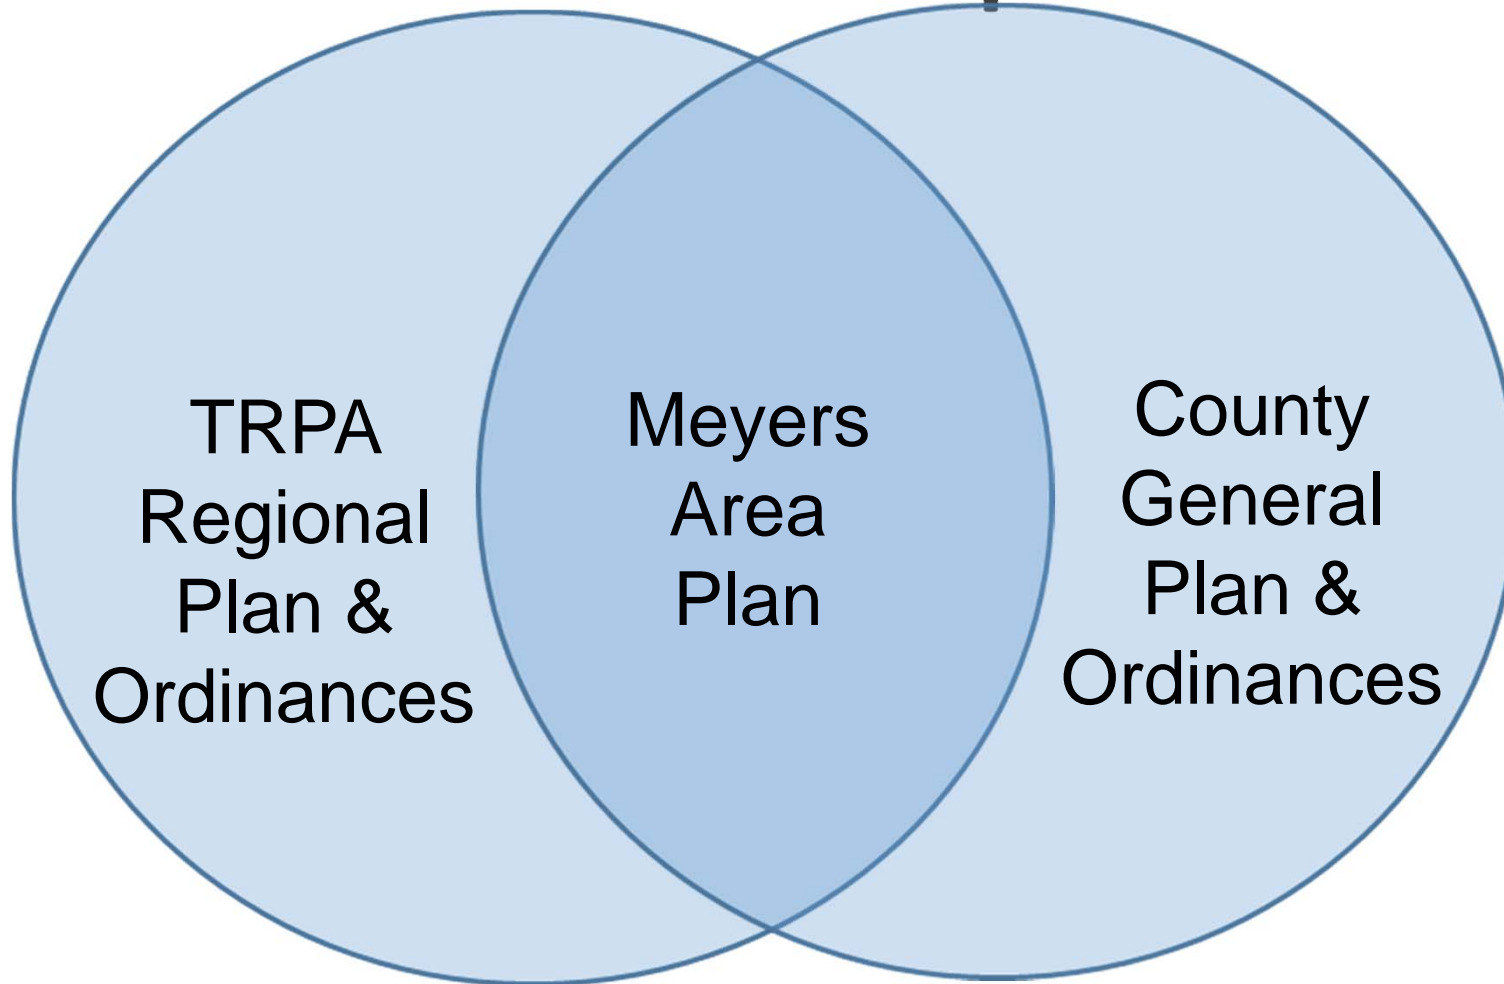 TRPA
Regional
Plan &
Ordinances
Meyers
Area
Plan
County
General
Plan &
Ordinances